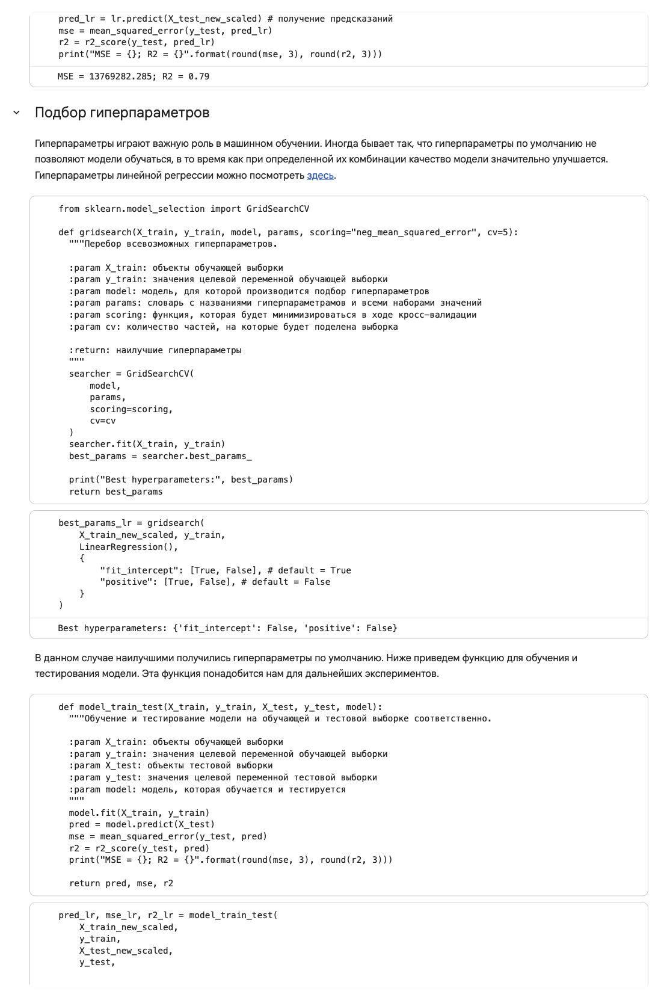 pred_lr = lr.predict(X_test_new_scaled) # получение предсказаний
mse = mean_squared_error(y_test, pred_lr)
r2 = r2_score(y_test, pred_lr)
print("MSE = {}; R2 = {}".format(round(mse, 3), round(r2, 3)))
MSE = 13769282.285; R2 = 0.79
Подбор гиперпараметров
Гиперпараметры играют важную роль в машинном обучении. Иногда бывает так, что гиперпараметры по умолчанию не
позволяют модели обучаться, в то время как при определенной их комбинации качество модели значительно улучшается.
Гиперпараметры линейной регрессии можно посмотреть здесь.
from sklearn.model_selection import GridSearchCV
def gridsearch(X_train, y_train, model, params, scoring="neg_mean_squared_error", cv=5):
"""Перебор всевозможных гиперпараметров.
:param X_train: объекты обучающей выборки
:param y_train: значения целевой переменной обучающей выборки
:param model: модель, для которой производится подбор гиперпараметров
:param params: словарь с названиями гиперпараметрамов и всеми наборами значений
:param scoring: функция, которая будет минимизироваться в ходе кросс-валидации
:param cv: количество частей, на которые будет поделена выборка
:return: наилучшие гиперпараметры
"""
searcher = GridSearchCV(
model,
params,
scoring=scoring,
cv=cv
)
searcher.fit(X_train, y_train)
best_params = searcher.best_params_
print("Best hyperparameters:", best_params)
return best_params
best_params_lr = gridsearch(
X_train_new_scaled, y_train,
LinearRegression(),
{
"fit_intercept": [True, False], # default = True
"positive": [True, False], # default = False
}
)
Best hyperparameters: {'fit_intercept': False, 'positive': False}
В данном случае наилучшими получились гиперпараметры по умолчанию. Ниже приведем функцию для обучения и
тестирования модели. Эта функция понадобится нам для дальнейших экспериментов.
def model_train_test(X_train, y_train, X_test, y_test, model):
"""Обучение и тестирование модели на обучающей и тестовой выборке соответственно.
:param X_train: объекты обучающей выборки
:param y_train: значения целевой переменной обучающей выборки
:param X_test: объекты тестовой выборки
:param y_test: значения целевой переменной тестовой выборки
:param model: модель, которая обучается и тестируется
"""
model.fit(X_train, y_train)
pred = model.predict(X_test)
mse = mean_squared_error(y_test, pred)
r2 = r2_score(y_test, pred)
print("MSE = {}; R2 = {}".format(round(mse, 3), round(r2, 3)))
return pred, mse, r2
pred_lr, mse_lr, r2_lr = model_train_test(
X_train_new_scaled,
y_train,
X_test_new_scaled,
y_test,